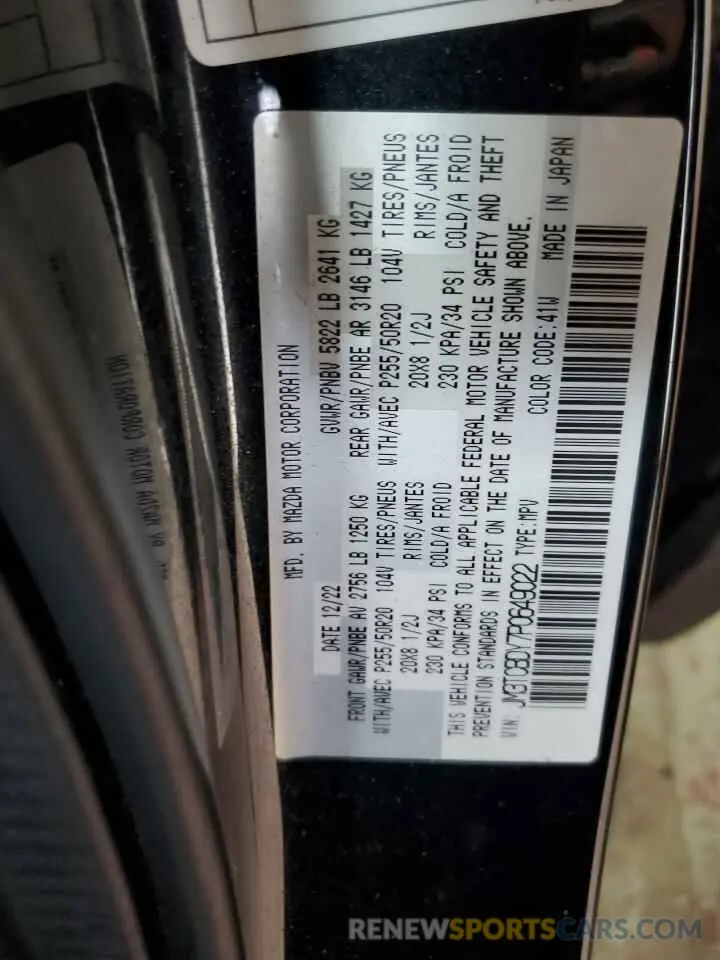 MFD. BY MAZDA MOTOR CORPORATION
DATE 12/22 GVWR/PNBV 5822 LB 2641 KG
FRONT GAWR/PNBE AV 2756 LB 1250 KG REAR GAWR/PNBE AR 3146 LB 1427 KG
WITH/AVEC P255/50R20 104V TIRES/PNEUS WITH/AVEC P255/50R20 104V TIRES/PNEUS
20X8 1/2J RIMS/JANTES 20X8 1/2J RIMS/JANTES
230 KPA/34 PSI COLD/A FROID 230 KPA/34 PSI COLD/A FROID
THIS VEHICLE CONFORMS TO ALL APPLICABLE FEDERAL MOTOR VEHICLE SAFETY AND THEFT
PREVENTION STANDARDS IN EFFECT ON THE DATE OF MANUFACTURE SHOWN ABOVE.
VIN: JM3TCBDY7P0649022 TYPE:MPV COLOR CODE:41W MADE IN JAPAN
RENEWSPORTSCARS.COM